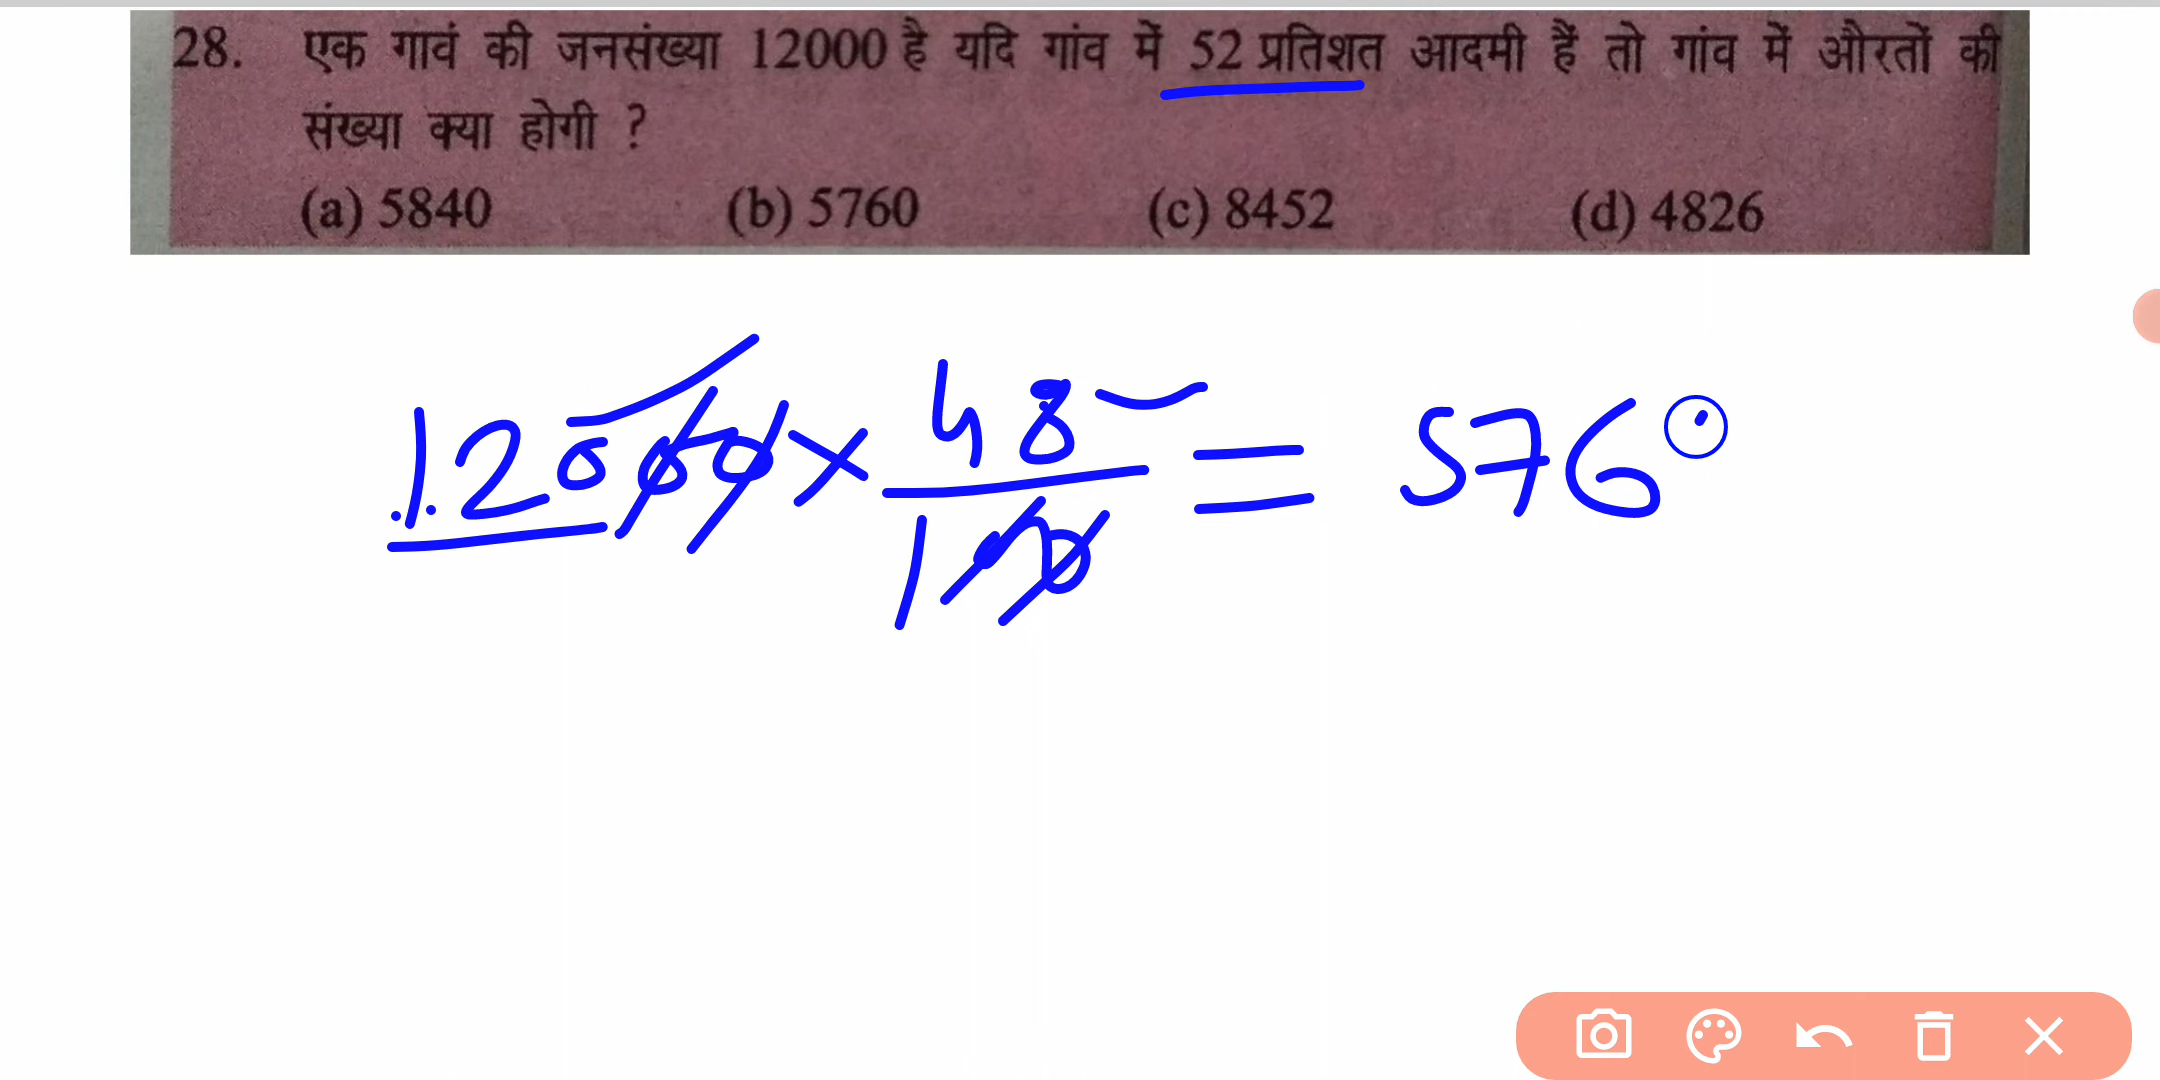 28. एक गावं की जनसंख्या 12000 है यदि गांव में 52 प्रतिशत आदमी हैं तो गांव में औरतों की
संख्या क्या होगी ?
(a) 5840 (b) 5760 (c) 8452 (d) 4826
12000 × 48 / 100 = 5760